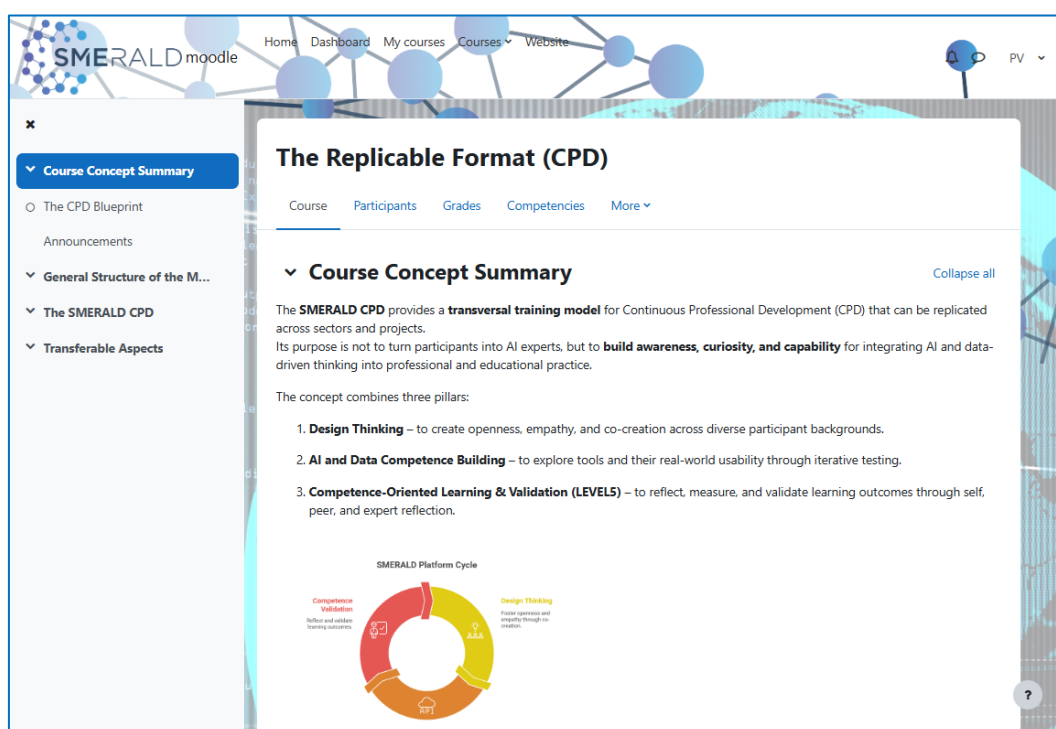 SMERALD moodle
Home Dashboard My courses Courses Website
PV
Course Concept Summary
The CPD Blueprint
Announcements
General Structure of the M...
The SMERALD CPD
Transferable Aspects
The Replicable Format (CPD)
Course Participants Grades Competencies More
Course Concept Summary
Collapse all
The SMERALD CPD provides a transversal training model for Continuous Professional Development (CPD) that can be replicated
across sectors and projects.
Its purpose is not to turn participants into AI experts, but to build awareness, curiosity, and capability for integrating AI and data-
driven thinking into professional and educational practice.
The concept combines three pillars:
1. Design Thinking – to create openness, empathy, and co-creation across diverse participant backgrounds.
2. AI and Data Competence Building – to explore tools and their real-world usability through iterative testing.
3. Competence-Oriented Learning & Validation (LEVEL5) – to reflect, measure, and validate learning outcomes through self,
peer, and expert reflection.
SMERALD Platform Cycle
Competence
Validation
Reflect and validate
learning outcomes.
Design Thinking
Foster openness and
empathy through co-
creation.
API
?